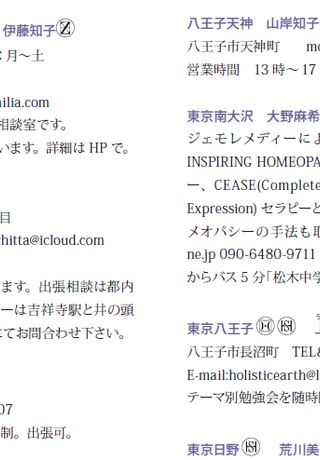 伊藤知子
：月～土
ilia.com
相談室です。
います。詳細は HP で。
目
chitta@icloud.com
ます。出張相談は都内
ーは吉祥寺駅と井の頭
てお問合わせ下さい。
07
制。出張可。
八王子天神　山岸知子
八王子市天神町　mo
営業時間　13 時～ 17
東京南大沢　大野麻希
ジェモレメディーによ
INSPIRING HOMEOPA
ー、CEASE(Complete
Expression) セラピーと
メオパシーの手法も取
ne.jp 090-6480-9711
からバス 5 分「松木中学
東京八王子
八王子市長沼町　TEL&
E-mail:holisticearth@l
テーマ別勉強会を随時
東京日野　荒川美